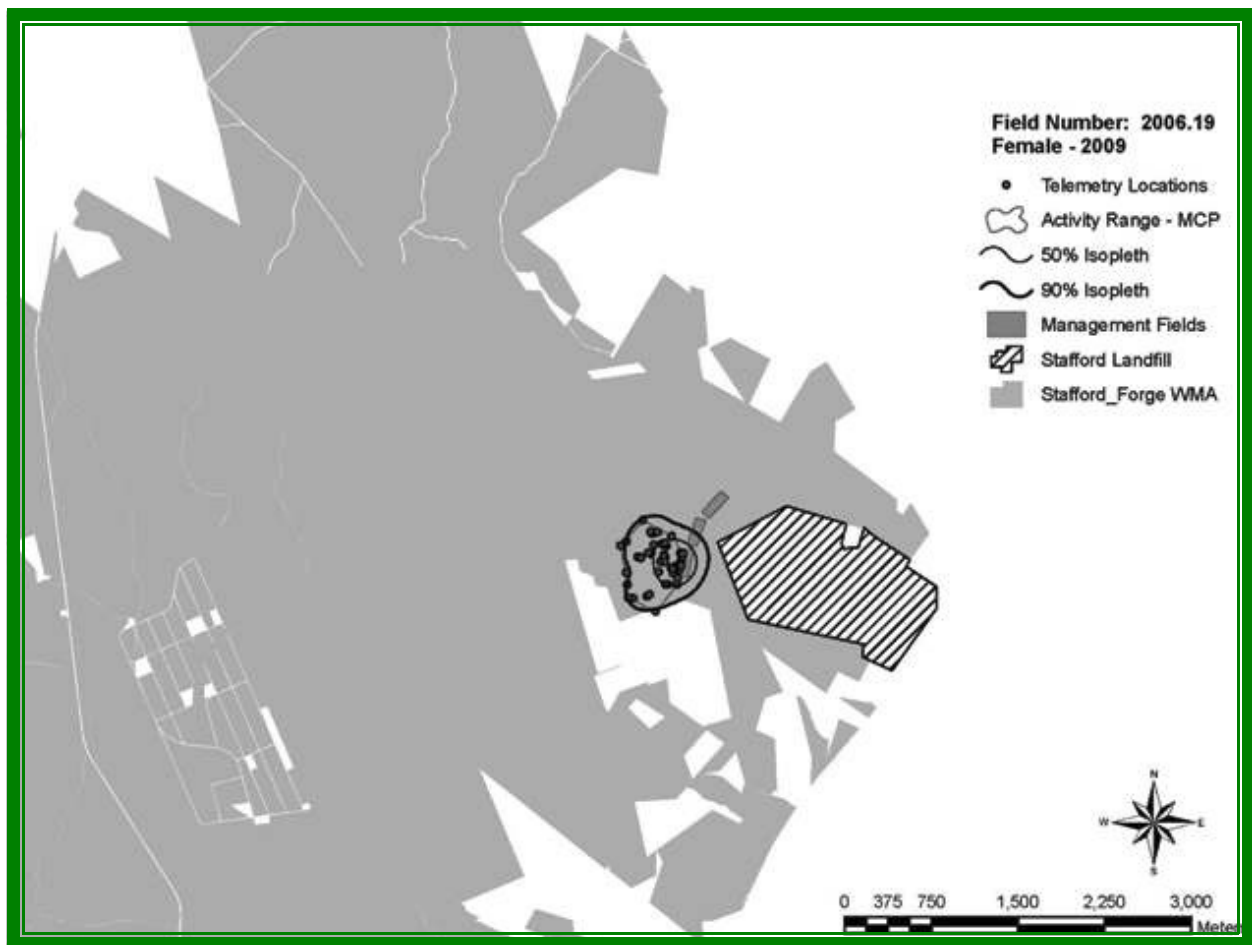 Field Number: 2006.19
Female - 2009
Telemetry Locations
Activity Range - MCP
50% Isopleth
90% Isopleth
Management Fields
Stafford Landfill
Stafford_Forge WMA
N
W E
S
0 375 750 1,500 2,250 3,000
Meters